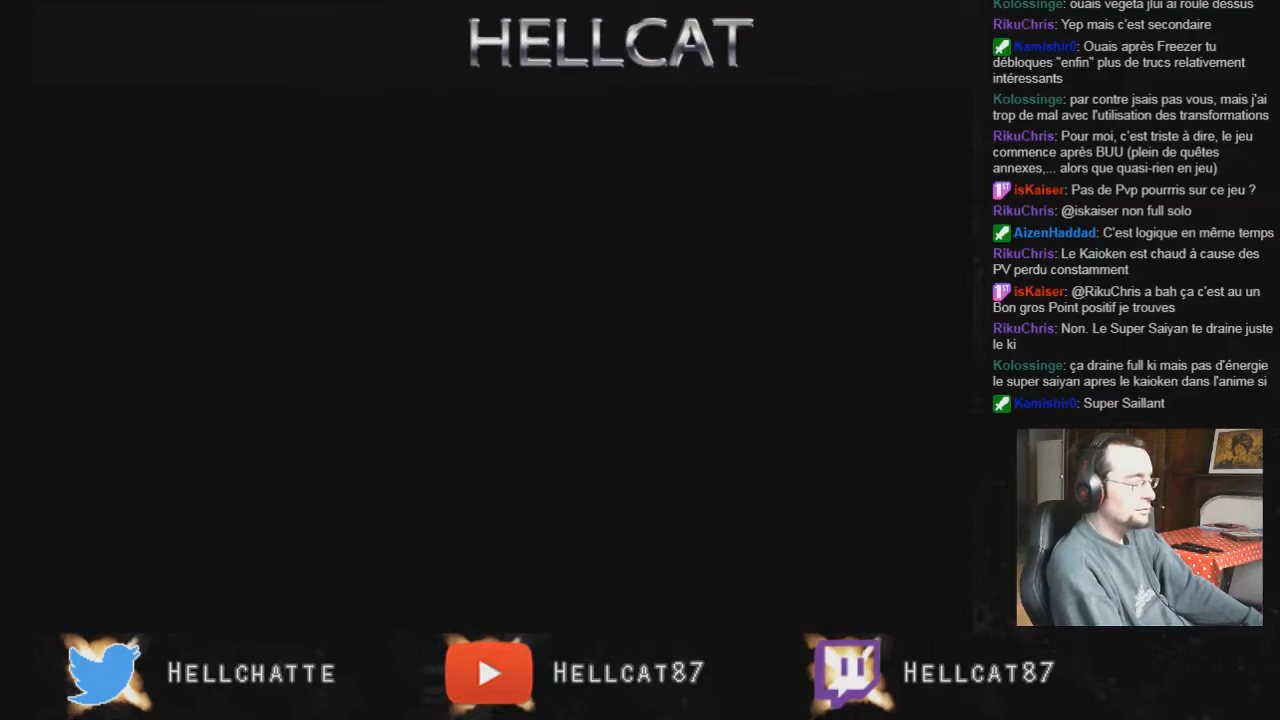 HELLCAT
Kolossinge: ouais vegeta jlui ai roulé dessus
RikuChris: Yep mais c'est secondaire
Kamishir0: Ouais après Freezer tu
débloques "enfin" plus de trucs relativement
intéressants
Kolossinge: par contre jsais pas vous, mais j'ai
trop de mal avec l'utilisation des transformations
RikuChris: Pour moi, c'est triste à dire, le jeu
commence après BUU (plein de quêtes
annexes,... alors que quasi-rien en jeu)
1ST isKaiser: Pas de Pvp pourrris sur ce jeu ?
RikuChris: @iskaiser non full solo
AizenHaddad: C'est logique en même temps
RikuChris: Le Kaioken est chaud à cause des
PV perdu constamment
1ST isKaiser: @RikuChris a bah ça c'est au un
Bon gros Point positif je trouves
RikuChris: Non. Le Super Saiyan te draine juste
le ki
Kolossinge: ça draine full ki mais pas d'énergie
le super saiyan apres le kaioken dans l'anime si
Kamishir0: Super Saillant
HELLCHATTE
HELLCAT87
HELLCAT87